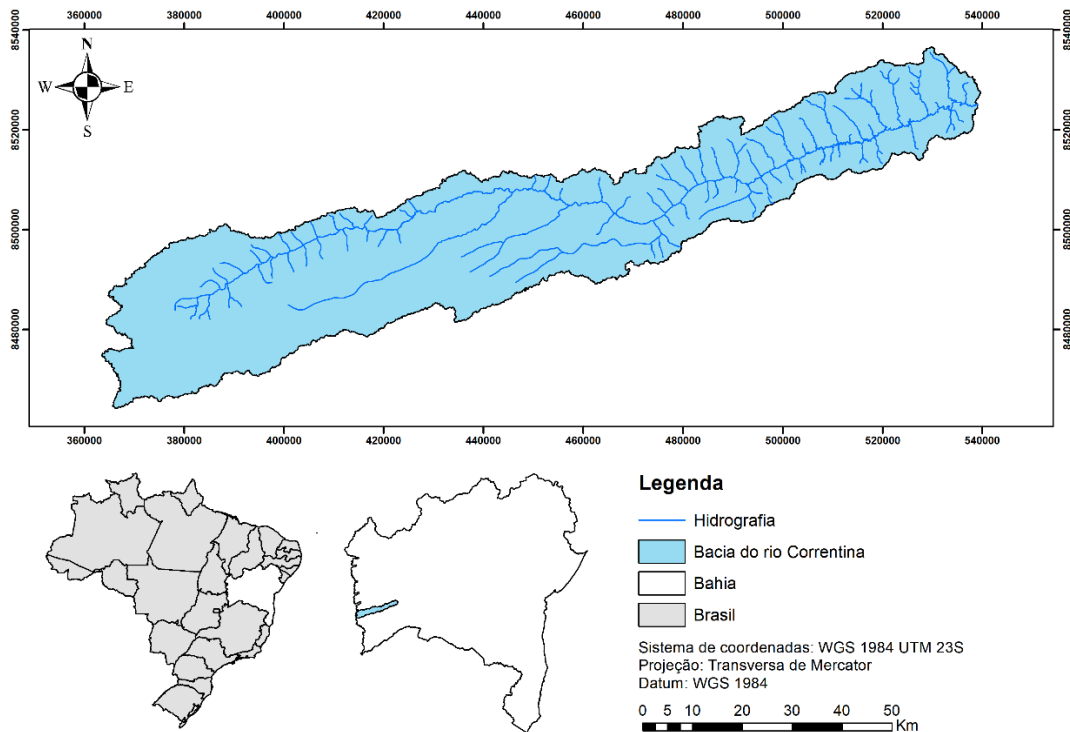 360000 380000 400000 420000 440000 460000 480000 500000 520000 540000
8540000 8540000
N
W E
S
8520000 8520000
8500000 8500000
8480000 8480000
360000 380000 400000 420000 440000 460000 480000 500000 520000 540000
Legenda
Hidrografia
Bacia do rio Correntina
Bahia
Brasil
Sistema de coordenadas: WGS 1984 UTM 23S
Projeção: Transversa de Mercator
Datum: WGS 1984
0 5 10 20 30 40 50
Km